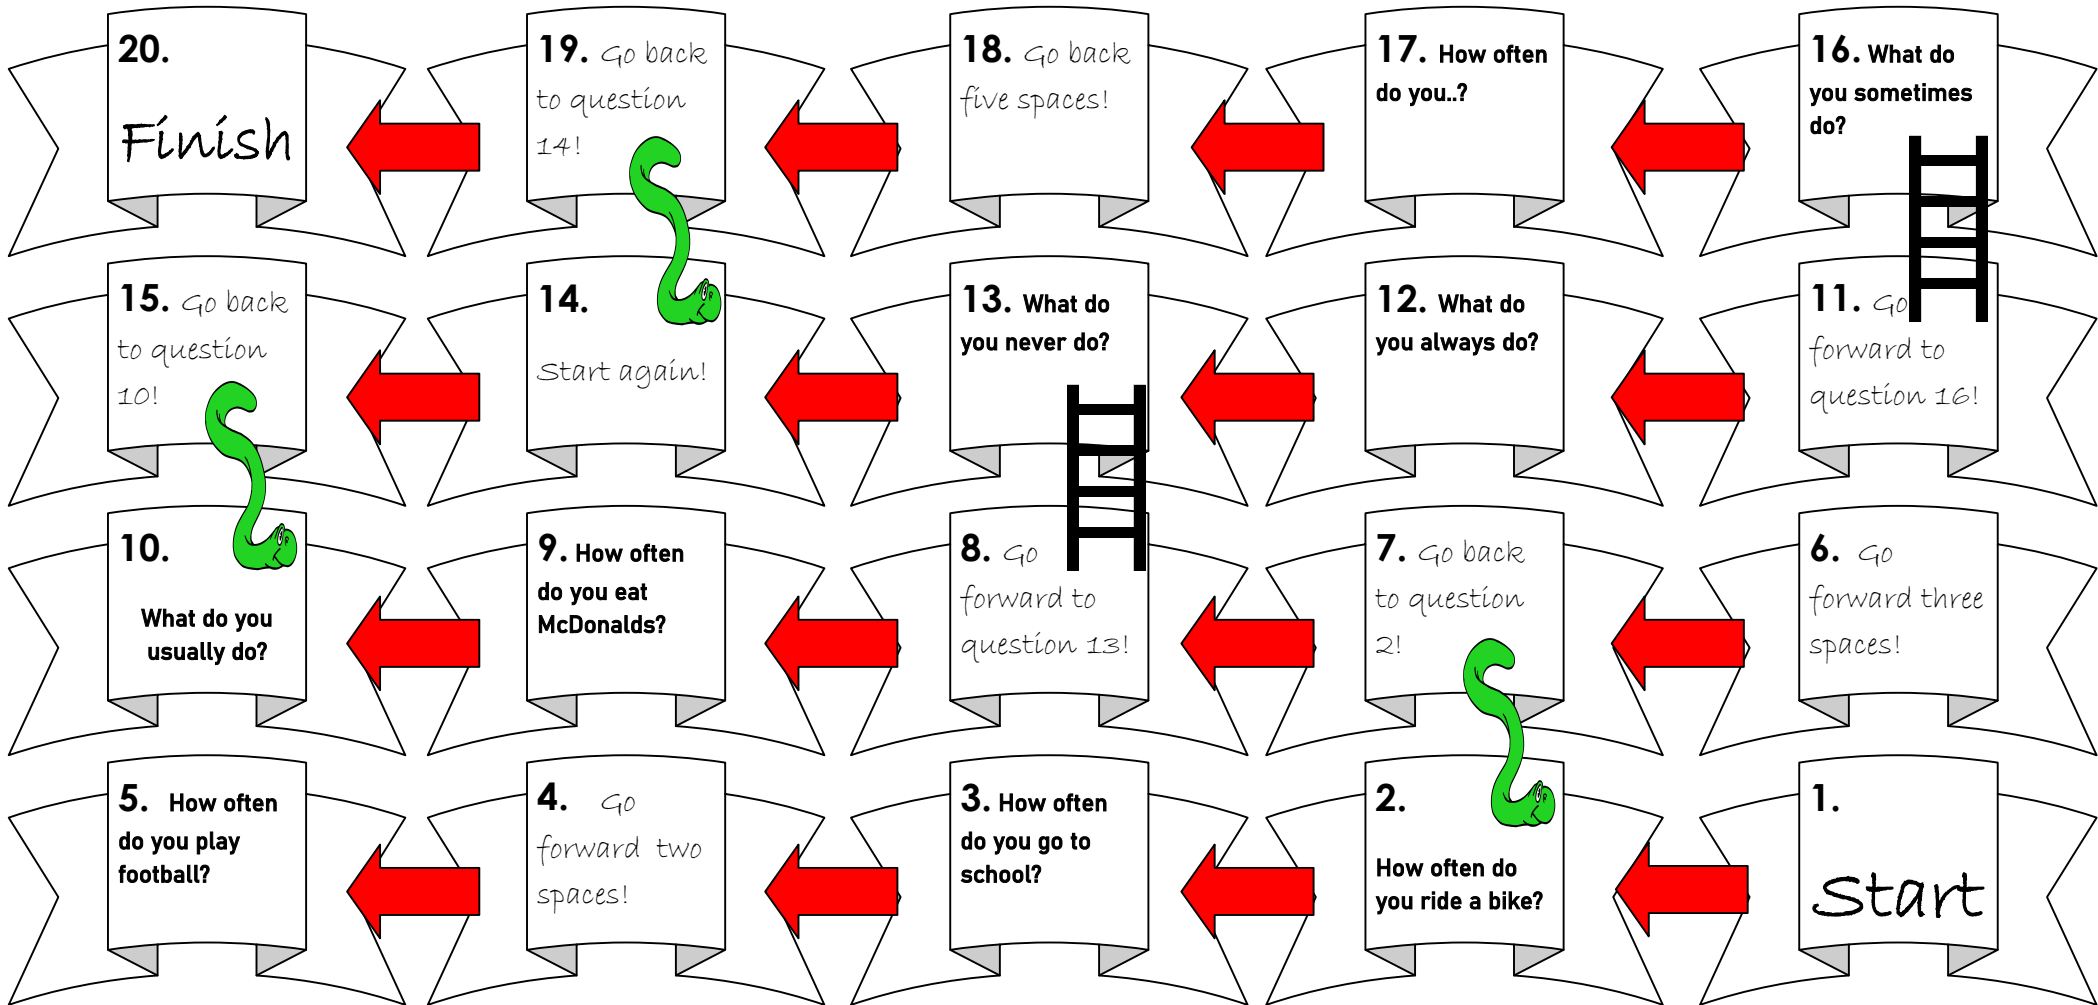 20.
Finish
19. Go back
to question
14!
18. Go back
five spaces!
17. How often
do you..?
16. What do
you sometimes
do?
15. Go back
to question
10!
14.
Start again!
13. What do
you never do?
12. What do
you always do?
11. Go
forward to
question 16!
10.
What do you
usually do?
9. How often
do you eat
McDonalds?
8. Go
forward to
question 13!
7. Go back
to question
2!
6. Go
forward three
spaces!
5. How often
do you play
football?
4. Go
forward two
spaces!
3. How often
do you go to
school?
2.
How often do
you ride a bike?
1.
Start